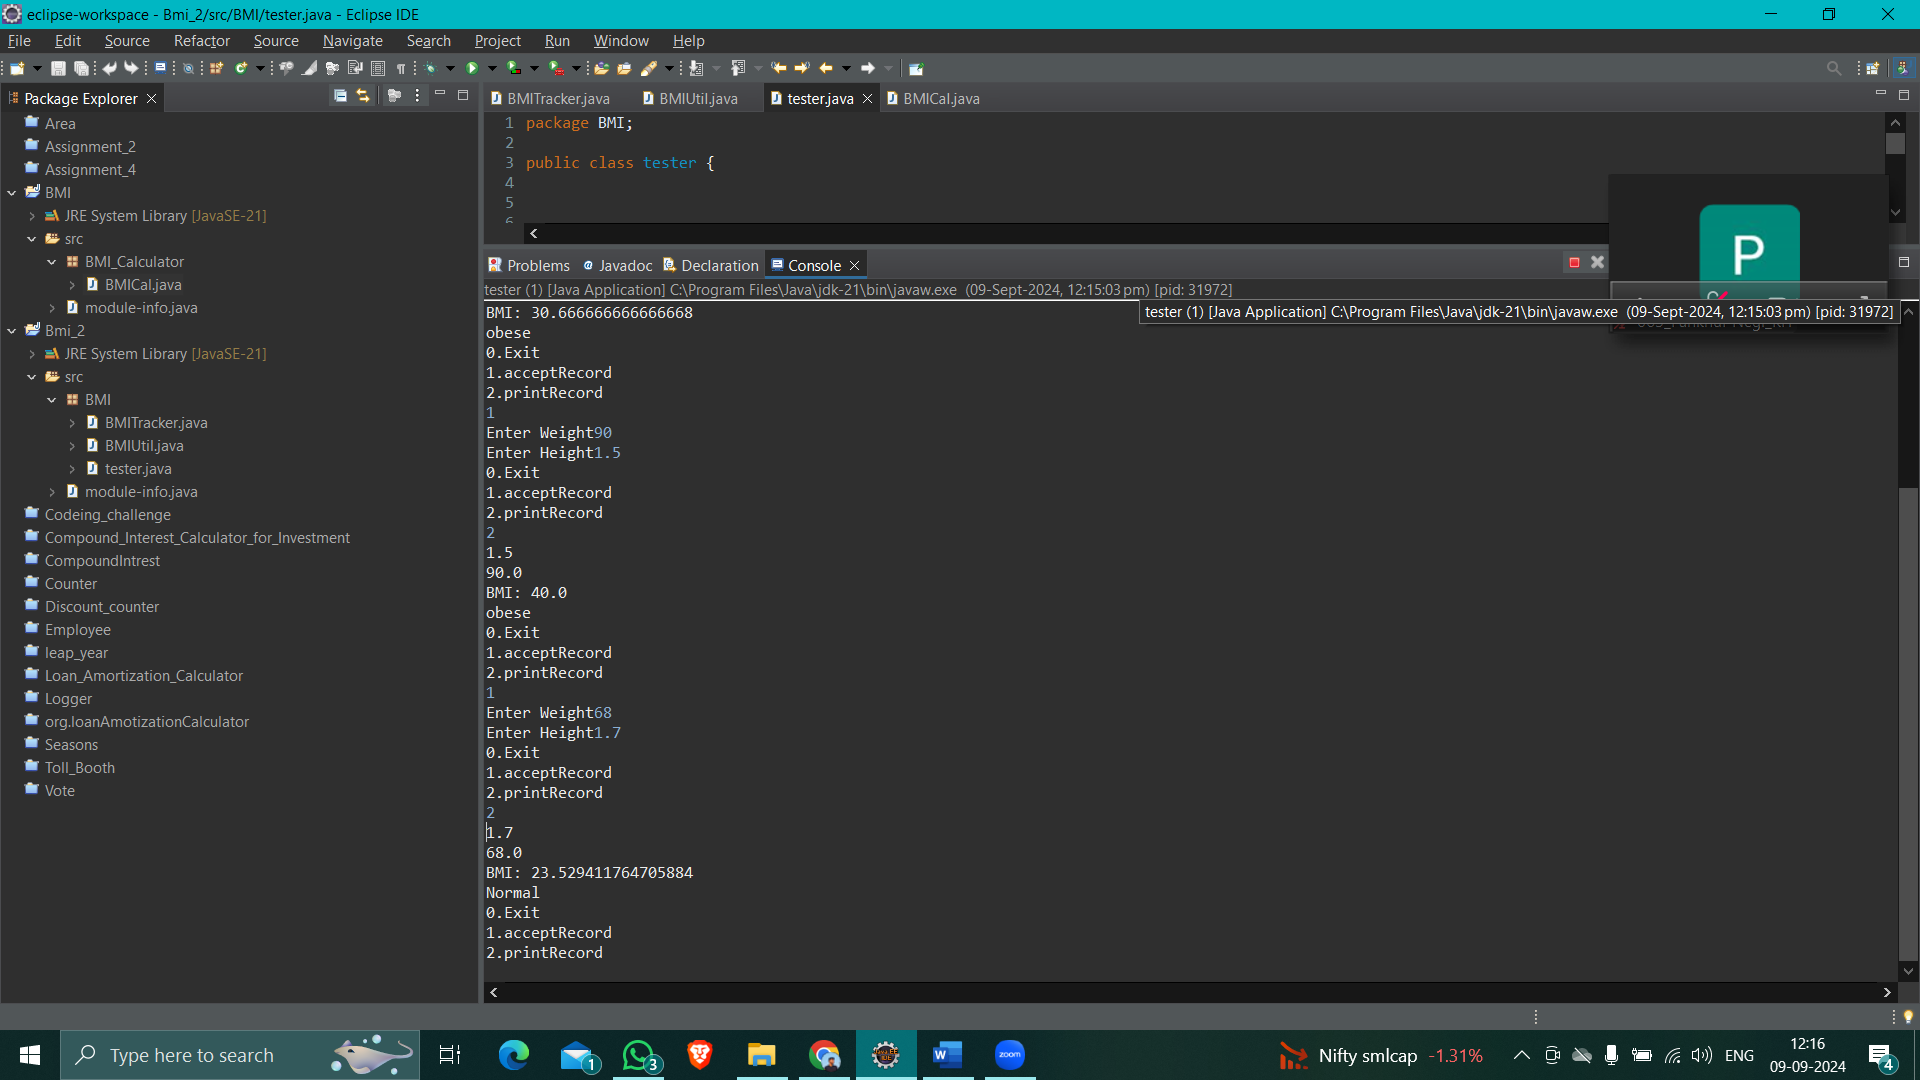 eclipse-workspace - Bmi_2/src/BMI/tester.java - Eclipse IDE
File Edit Source Refactor Source Navigate Search Project Run Window Help
Package Explorer
Area
Assignment_2
Assignment_4
BMI
JRE System Library [JavaSE-21]
src
BMI_Calculator
BMICal.java
module-info.java
Bmi_2
JRE System Library [JavaSE-21]
src
BMI
BMITracker.java
BMIUtil.java
tester.java
module-info.java
Codeing_challenge
Compound_Interest_Calculator_for_Investment
CompoundIntrest
Counter
Discount_counter
Employee
leap_year
Loan_Amortization_Calculator
Logger
org.loanAmotizationCalculator
Seasons
Toll_Booth
Vote
BMITracker.java BMIUtil.java tester.java BMICal.java
1 package BMI;
2
3 public class tester {
4
5
6
P
Problems Javadoc Declaration Console
tester (1) [Java Application] C:\Program Files\Java\jdk-21\bin\javaw.exe (09-Sept-2024, 12:15:03 pm) [pid: 31972]
tester (1) [Java Application] C:\Program Files\Java\jdk-21\bin\javaw.exe (09-Sept-2024, 12:15:03 pm) [pid: 31972]
BMI: 30.666666666666668
obese
0.Exit
1.acceptRecord
2.printRecord
1
Enter Weight90
Enter Height1.5
0.Exit
1.acceptRecord
2.printRecord
2
1.5
90.0
BMI: 40.0
obese
0.Exit
1.acceptRecord
2.printRecord
1
Enter Weight68
Enter Height1.7
0.Exit
1.acceptRecord
2.printRecord
2
1.7
68.0
BMI: 23.529411764705884
Normal
0.Exit
1.acceptRecord
2.printRecord
Type here to search
1
3
zoom
Nifty smlcap -1.31%
ENG
12:16
09-09-2024
4